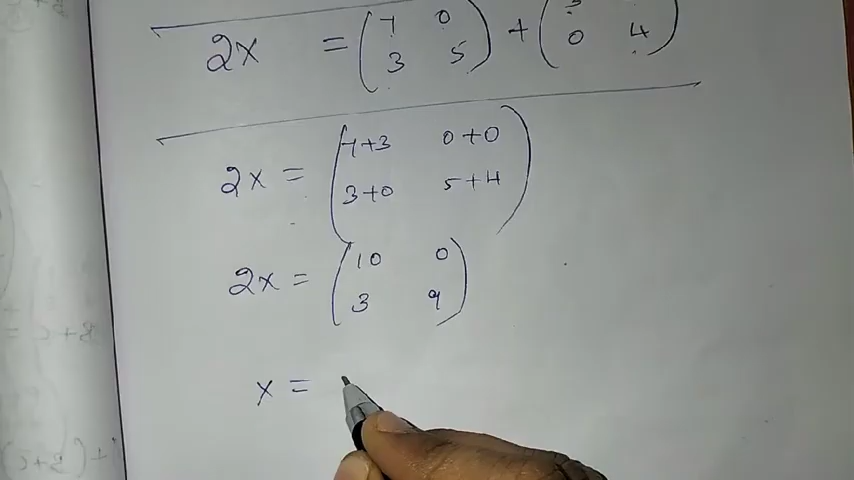 2x = (7 0 3 5) + (3 0 4)
2x = (7+3 0+0 3+0 5+4)
2x = (10 0 3 9)
x =